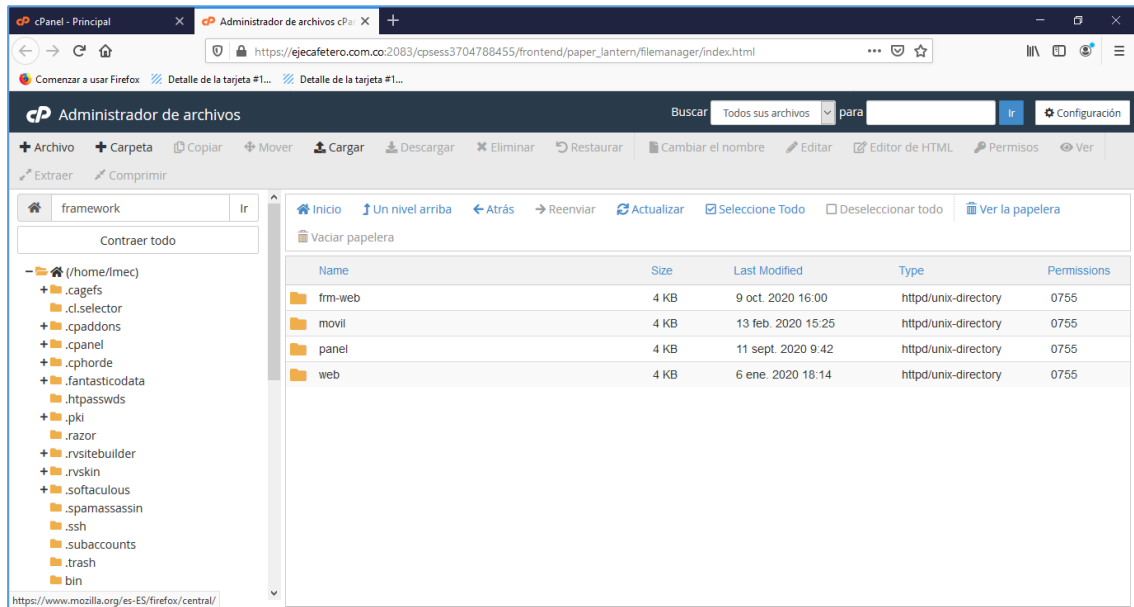 cPanel - Principal
Administrador de archivos cPa
https://ejecafetero.com.co:2083/cpsess3704788455/frontend/paper_lantern/filemanager/index.html
Comenzar a usar Firefox Detalle de la tarjeta #1... Detalle de la tarjeta #1...
cP Administrador de archivos Buscar Todos sus archivos para Ir Configuración
Archivo Carpeta Copiar Mover Cargar Descargar Eliminar Restaurar Cambiar el nombre Editar Editor de HTML Permisos Ver
Extraer Comprimir
framework Ir
Contraer todo
(/home/lmec)
.cagefs
.cl.selector
.cpaddons
.cpanel
.cphorde
.fantasticodata
.htpasswds
.pki
.razor
.rvsitebuilder
.rvskin
.softaculous
.spamassassin
.ssh
.subaccounts
.trash
bin
https://www.mozilla.org/es-ES/firefox/central/
Inicio Un nivel arriba Atrás Reenviar Actualizar Seleccione Todo Deseleccionar todo Ver la papelera
Vaciar papelera
Name Size Last Modified Type Permissions
frm-web 4 KB 9 oct. 2020 16:00 httpd/unix-directory 0755
movil 4 KB 13 feb. 2020 15:25 httpd/unix-directory 0755
panel 4 KB 11 sept. 2020 9:42 httpd/unix-directory 0755
web 4 KB 6 ene. 2020 18:14 httpd/unix-directory 0755